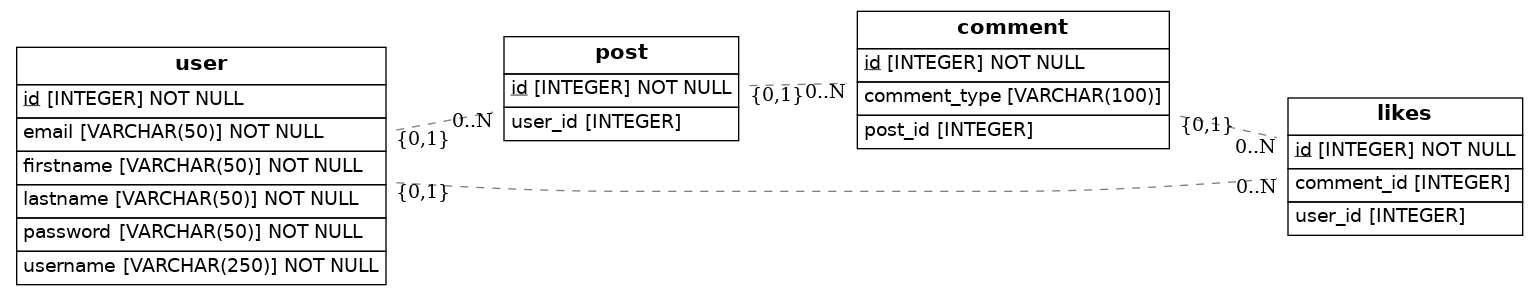 user
id [INTEGER] NOT NULL
email [VARCHAR(50)] NOT NULL
firstname [VARCHAR(50)] NOT NULL
lastname [VARCHAR(50)] NOT NULL
password [VARCHAR(50)] NOT NULL
username [VARCHAR(250)] NOT NULL
{0,1}
0..N
{0,1}
0..N
post
id [INTEGER] NOT NULL
user_id [INTEGER]
{0,1}
0..N
comment
id [INTEGER] NOT NULL
comment_type [VARCHAR(100)]
post_id [INTEGER]
{0,1}
0..N
likes
id [INTEGER] NOT NULL
comment_id [INTEGER]
user_id [INTEGER]